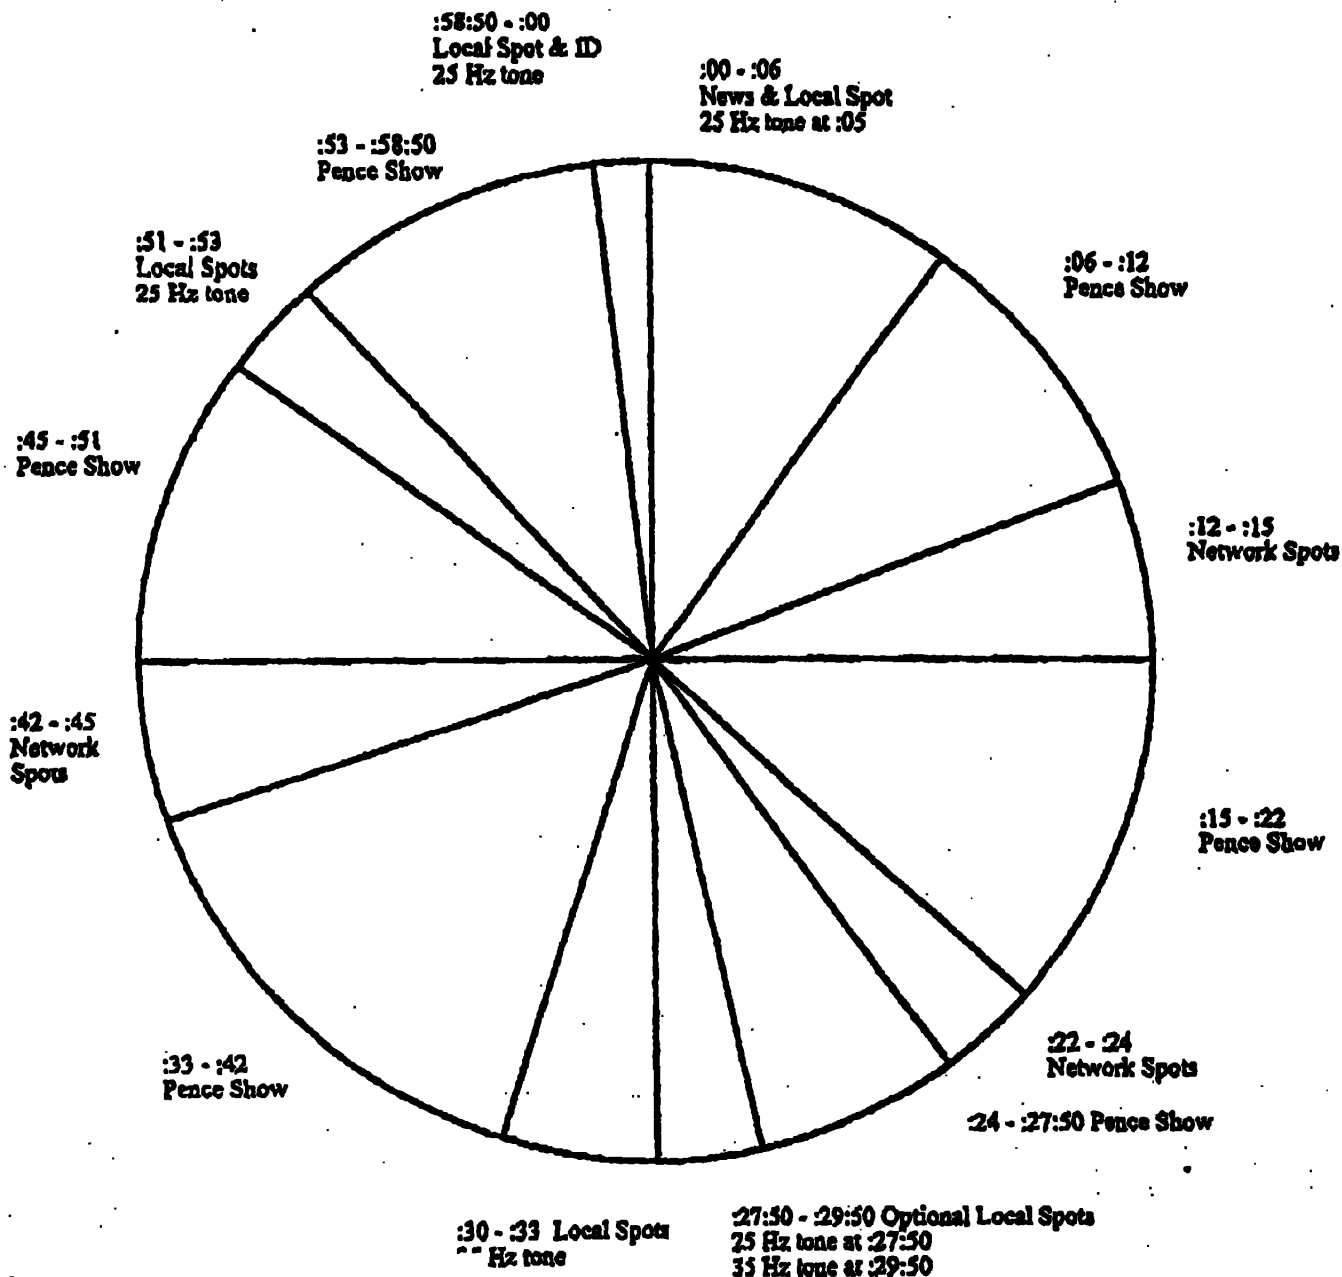 :58:50 - :00
Local Spot & ID
25 Hz tone
:00 - :06
News & Local Spot
25 Hz tone at :05
:53 - :58:50
Pence Show
:51 - :53
Local Spots
25 Hz tone
:06 - :12
Pence Show
:45 - :51
Pence Show
:12 - :15
Network Spots
:42 - :45
Network
Spots
:15 - :22
Pence Show
:22 - :24
Network Spots
:33 - :42
Pence Show
:24 - :27:50 Pence Show
:30 - :33 Local Spots
Hz tone
:27:50 - :29:50 Optional Local Spots
25 Hz tone at :27:50
35 Hz tone at :29:50